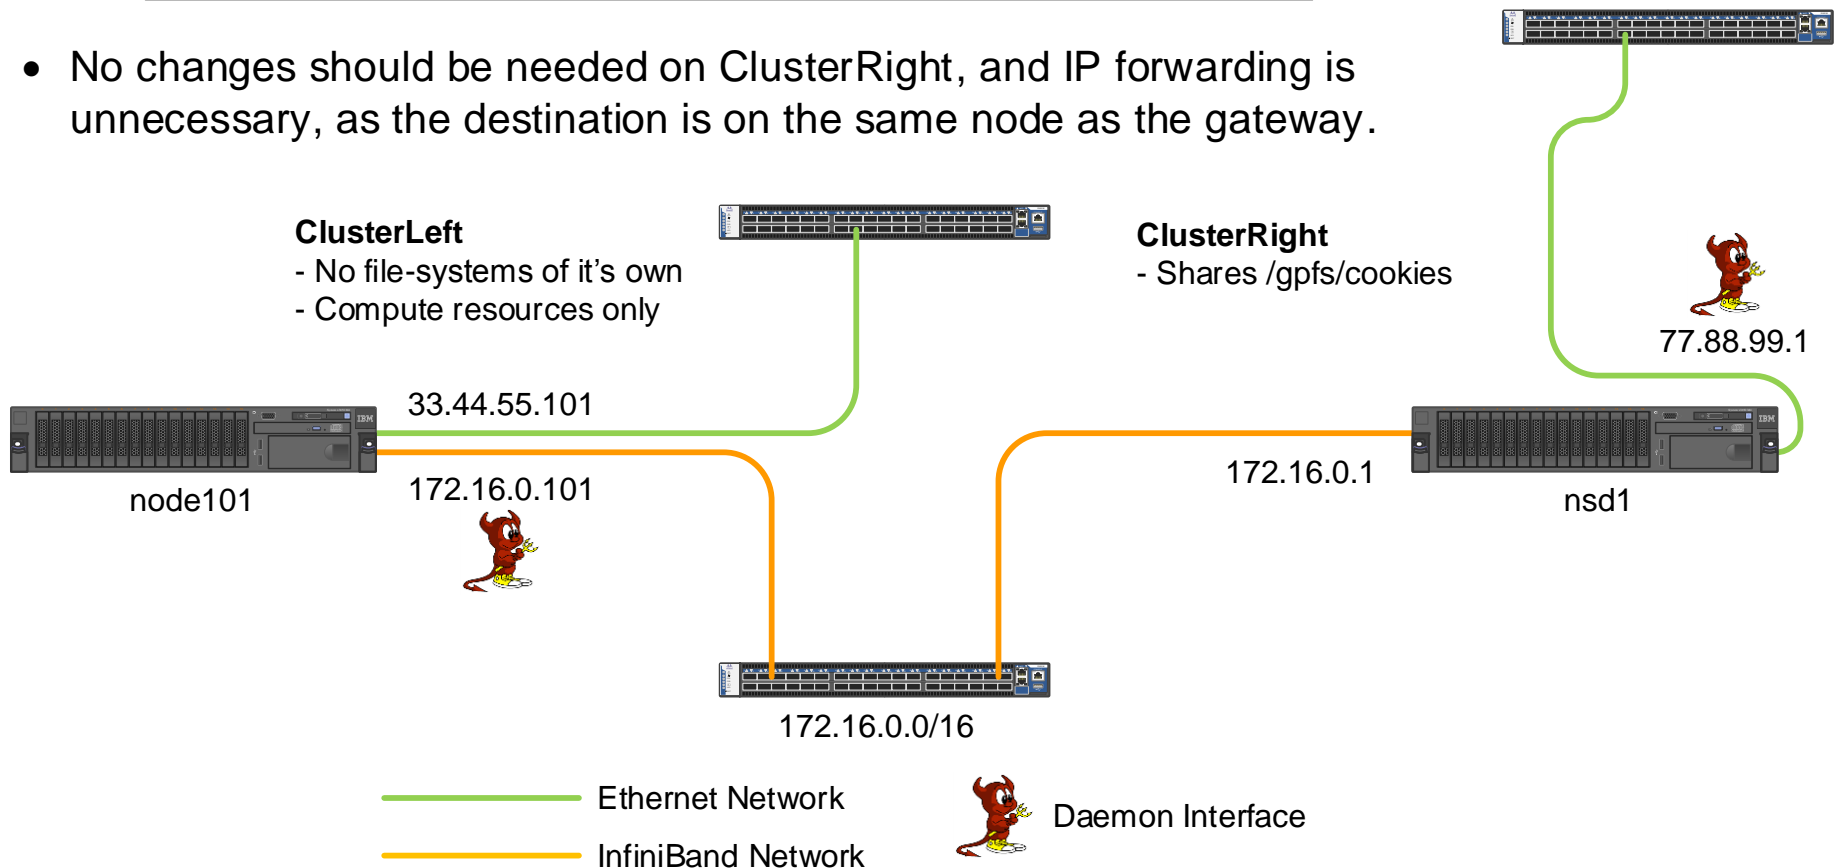 • No changes should be needed on ClusterRight, and IP forwarding is
unnecessary, as the destination is on the same node as the gateway.
ClusterLeft
- No file-systems of it’s own
- Compute resources only
ClusterRight
- Shares /gpfs/cookies
77.88.99.1
33.44.55.101
IBM
IBM
172.16.0.101
172.16.0.1
node101
nsd1
172.16.0.0/16
Ethernet Network
Daemon Interface
InfiniBand Network